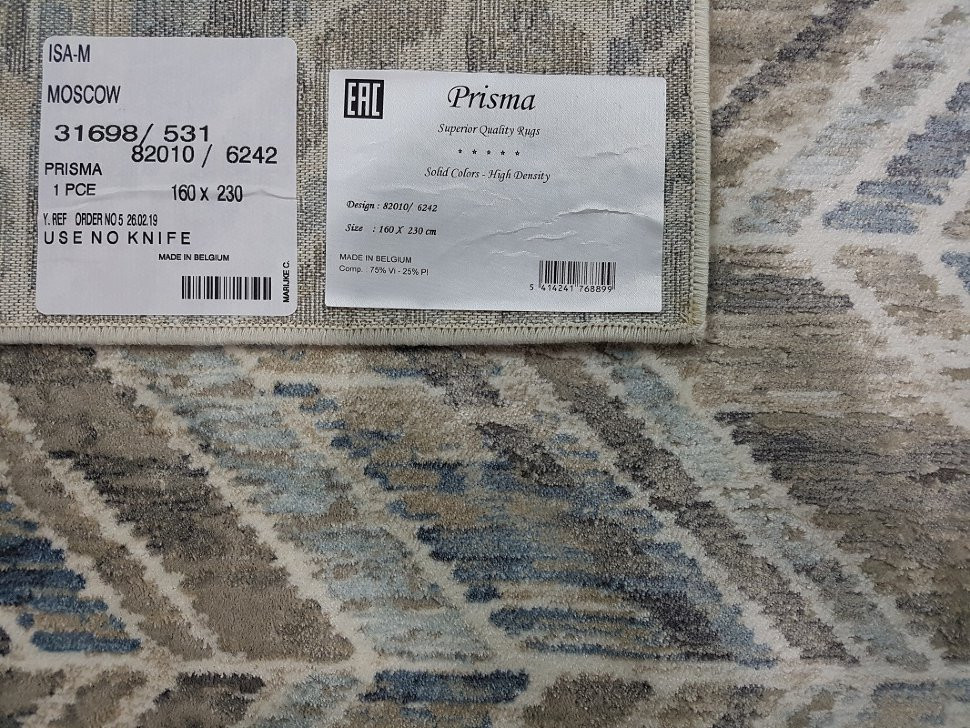 ISA-M
MOSCOW
31698/ 531
82010 / 6242
PRISMA
1 PCE 160 x 230
Y. REF ORDER NO 5 26.02.19
USE NO KNIFE
MADE IN BELGIUM
MARIJKE C.
EAC
Prisma
Superior Quality Rugs
* * * * *
Solid Colors - High Density
Design : 82010/ 6242
Size : 160 X 230 cm
MADE IN BELGIUM
Comp. 75% Vi - 25% Pl
5 414241 768899